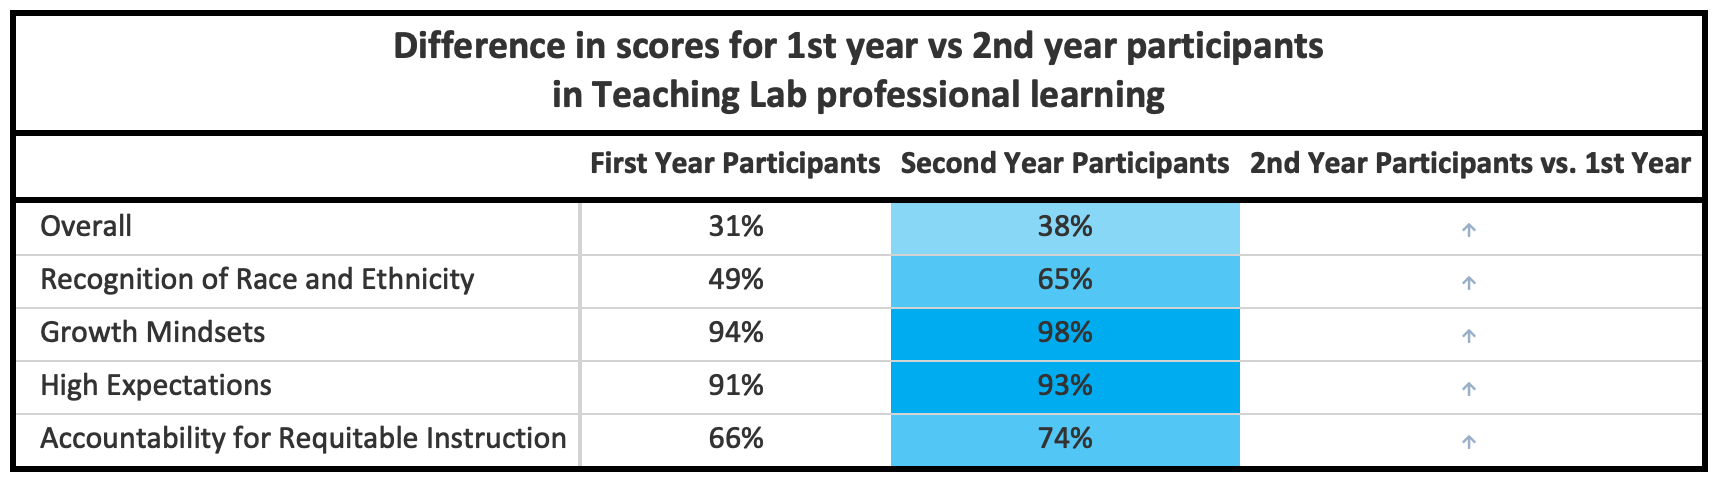 Difference in scores for 1st year vs 2nd year participants
in Teaching Lab professional learning
First Year Participants Second Year Participants 2nd Year Participants vs. 1st Year
Overall 31% 38% ↑
Recognition of Race and Ethnicity 49% 65% ↑
Growth Mindsets 94% 98% ↑
High Expectations 91% 93% ↑
Accountability for Requitable Instruction 66% 74% ↑